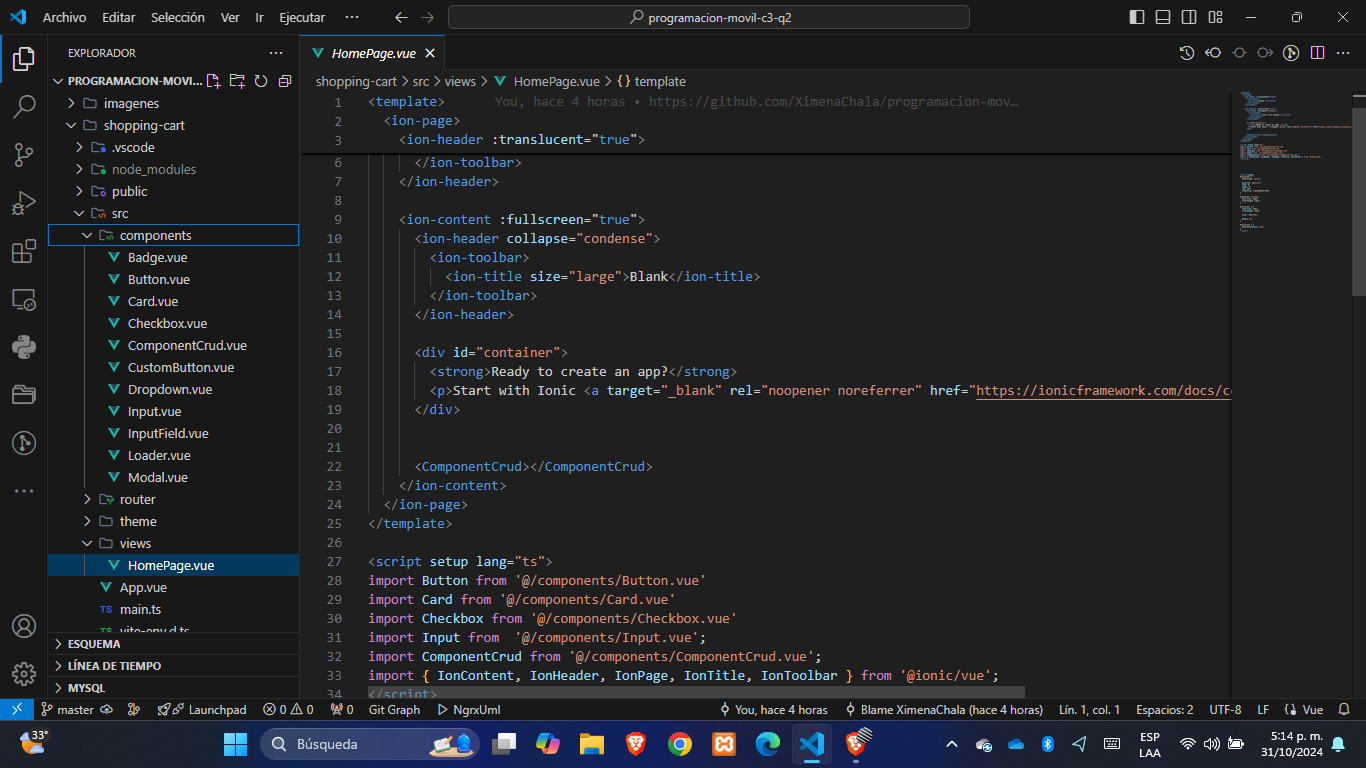 Archivo Editar Selección Ver Ir Ejecutar ··· programacion-movil-c3-q2
EXPLORADOR ···
PROGRAMACION-MOVI...
imagenes
shopping-cart
.vscode
node_modules
public
src
components
Badge.vue
Button.vue
Card.vue
Checkbox.vue
ComponentCrud.vue
CustomButton.vue
Dropdown.vue
Input.vue
InputField.vue
Loader.vue
Modal.vue
router
theme
views
HomePage.vue
App.vue
TS main.ts
TS vite-env.d.ts
ESQUEMA
LÍNEA DE TIEMPO
MYSQL
HomePage.vue
shopping-cart > src > views > HomePage.vue > {} template
1 <template> You, hace 4 horas • https://github.com/XimenaChala/programacion-mov…
2 <ion-page>
3 <ion-header :translucent="true">
6 </ion-toolbar>
7 </ion-header>
8
9 <ion-content :fullscreen="true">
10 <ion-header collapse="condense">
11 <ion-toolbar>
12 <ion-title size="large">Blank</ion-title>
13 </ion-toolbar>
14 </ion-header>
15
16 <div id="container">
17 <strong>Ready to create an app?</strong>
18 <p>Start with Ionic <a target="_blank" rel="noopener noreferrer" href="https://ionicframework.com/docs/co
19 </div>
20
21
22 <ComponentCrud></ComponentCrud>
23 </ion-content>
24 </ion-page>
25 </template>
26
27 <script setup lang="ts">
28 import Button from '@/components/Button.vue'
29 import Card from '@/components/Card.vue'
30 import Checkbox from '@/components/Checkbox.vue'
31 import Input from  '@/components/Input.vue';
32 import ComponentCrud from '@/components/ComponentCrud.vue';
33 import { IonContent, IonHeader, IonPage, IonTitle, IonToolbar } from '@ionic/vue';
34 </script>
master Launchpad 0 0 0 Git Graph NgrxUml You, hace 4 horas Blame XimenaChala (hace 4 horas) Lín. 1, col. 1 Espacios: 2 UTF-8 LF {} Vue
33° Búsqueda ESP LAA 5:14 p. m. 31/10/2024